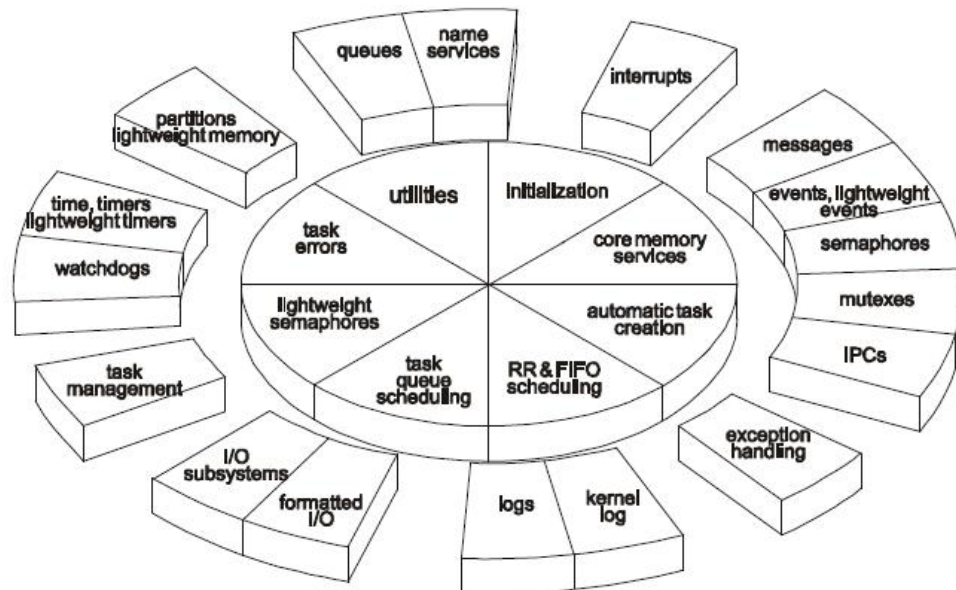 queues
name
services
interrupts
partitions
lightweight memory
messages
events, lightweight
events
semaphores
mutexes
IPCs
time, timers
lightweight timers
watchdogs
utilities
initialization
task
errors
core memory
services
lightweight
semaphores
automatic task
creation
task
queue
scheduling
RR & FIFO
scheduling
task
management
exception
handling
I/O
subsystems
formatted
I/O
logs
kernel
log